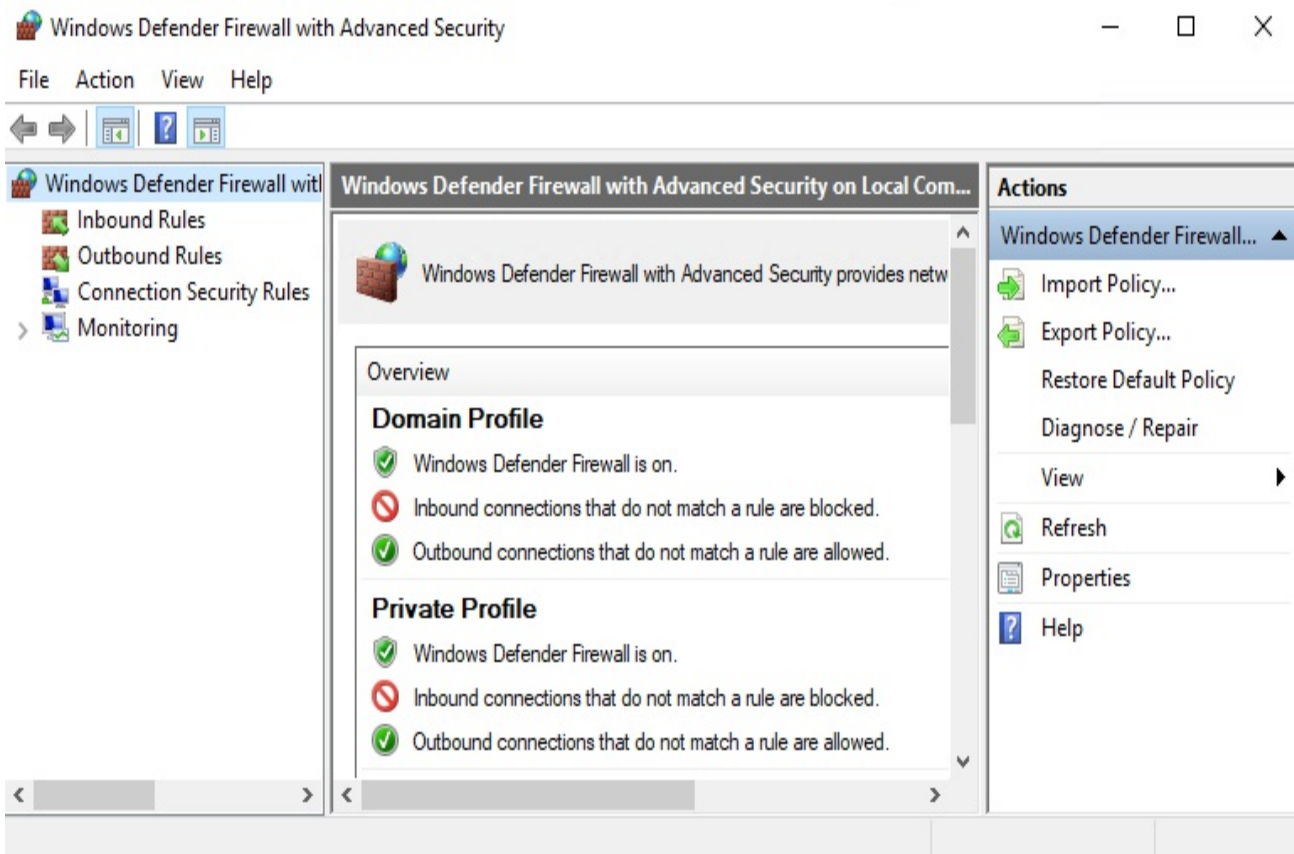 Windows Defender Firewall with Advanced Security
File Action View Help
Windows Defender Firewall with
Inbound Rules
Outbound Rules
Connection Security Rules
Monitoring
Windows Defender Firewall with Advanced Security on Local Com...
Windows Defender Firewall with Advanced Security provides netw
Overview
Domain Profile
Windows Defender Firewall is on.
Inbound connections that do not match a rule are blocked.
Outbound connections that do not match a rule are allowed.
Private Profile
Windows Defender Firewall is on.
Inbound connections that do not match a rule are blocked.
Outbound connections that do not match a rule are allowed.
Actions
Windows Defender Firewall...
Import Policy...
Export Policy...
Restore Default Policy
Diagnose / Repair
View
Refresh
Properties
Help